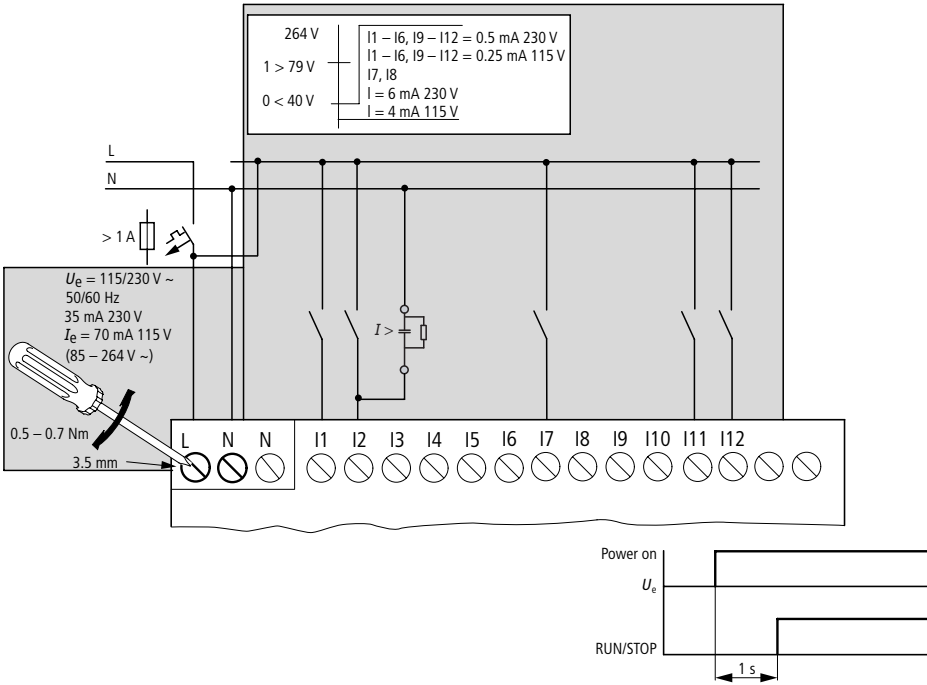 264 V
1 > 79 V
0 < 40 V
I1 – I6, I9 – I12 = 0.5 mA 230 V
I1 – I6, I9 – I12 = 0.25 mA 115 V
I7, I8
I = 6 mA 230 V
I = 4 mA 115 V
L
N
> 1 A
Ue = 115/230 V ~
50/60 Hz
35 mA 230 V
Ie = 70 mA 115 V
(85 – 264 V ~)
I >
0.5 – 0.7 Nm
3.5 mm
L N N I1 I2 I3 I4 I5 I6 I7 I8 I9 I10 I11 I12
Power on
Ue
RUN/STOP
1 s